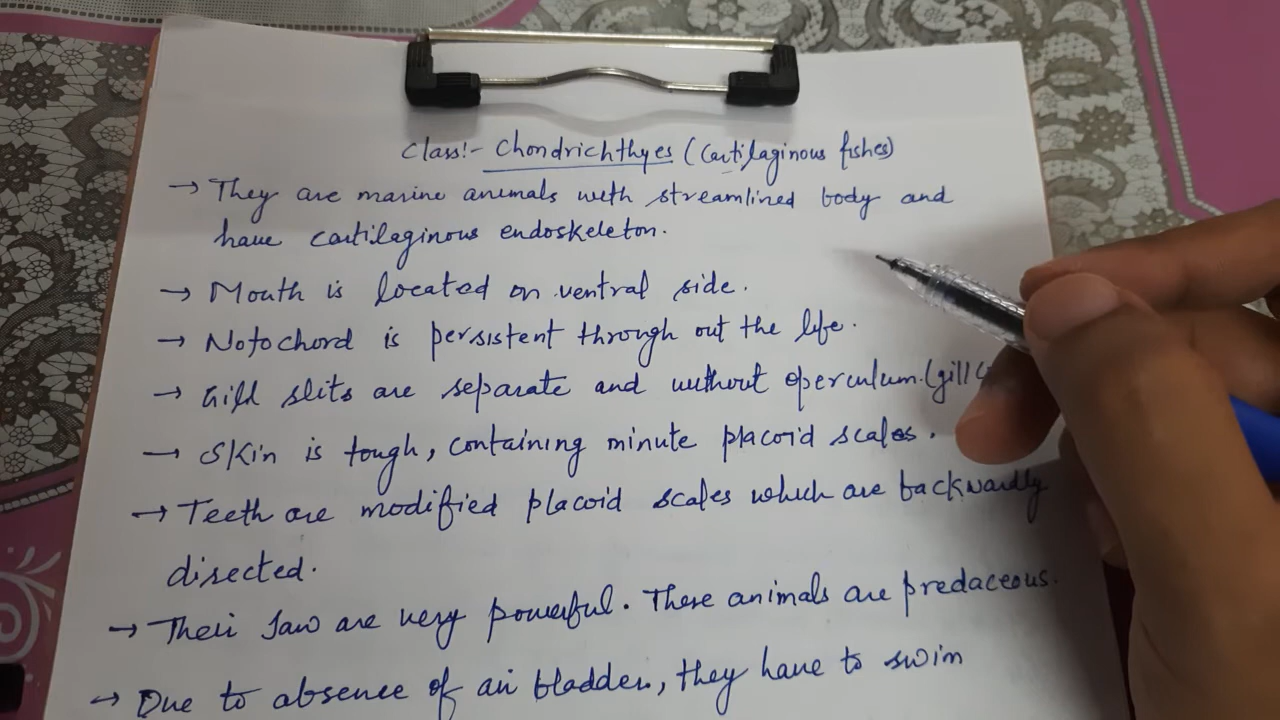 Class:- Chondrichthyes (Cartilaginous fishes)
→ They are marine animals with streamlined body and
have cartilaginous endoskeleton.
→ Mouth is located on ventral side.
→ Notochord is persistent through out the life.
→ Gill slits are separate and without operculum. (gill
→ Skin is tough, containing minute placoid scales.
→ Teeth are modified placoid scales which are backwardly
directed.
→ Their Jaw are very powerful. These animals are predaceous.
→ Due to absence of air bladder, they have to swim